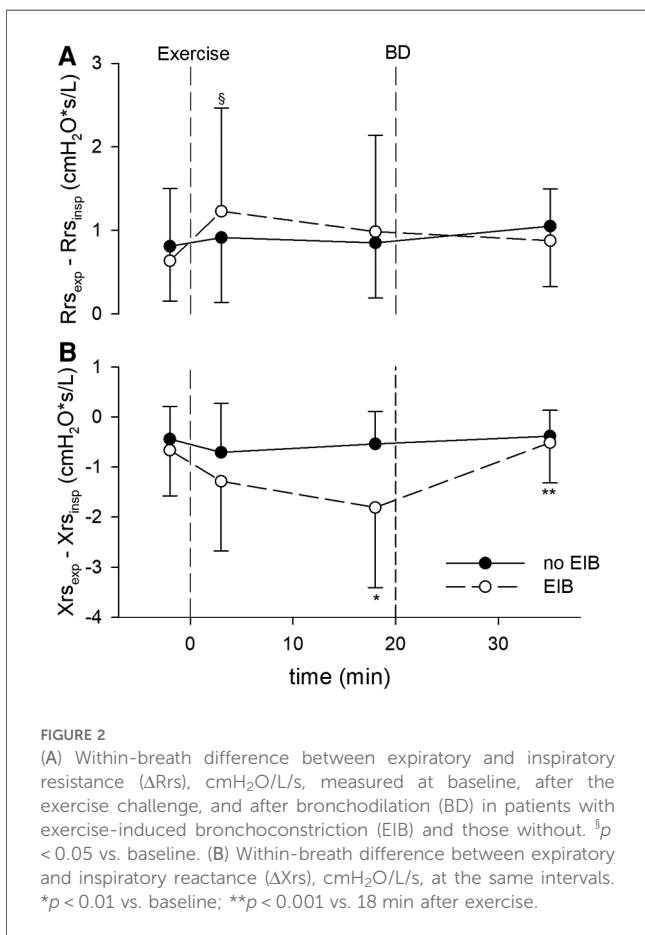 A
Exercise
BD
3
2
1
0
Rrs_exp - Rrs_insp (cmH₂O*s/L)
§
B
1
0
-1
-2
-3
-4
Xrs_exp - Xrs_insp (cmH₂O*s/L)
*
**
no EIB
EIB
0
10
20
30
time (min)
FIGURE 2
(A) Within-breath difference between expiratory and inspiratory
resistance (ΔRrs), cmH₂O/L/s, measured at baseline, after the
exercise challenge, and after bronchodilation (BD) in patients with
exercise-induced bronchoconstriction (EIB) and those without. §p
< 0.05 vs. baseline. (B) Within-breath difference between expiratory
and inspiratory reactance (ΔXrs), cmH₂O/L/s, at the same intervals.
*p < 0.01 vs. baseline; **p < 0.001 vs. 18 min after exercise.